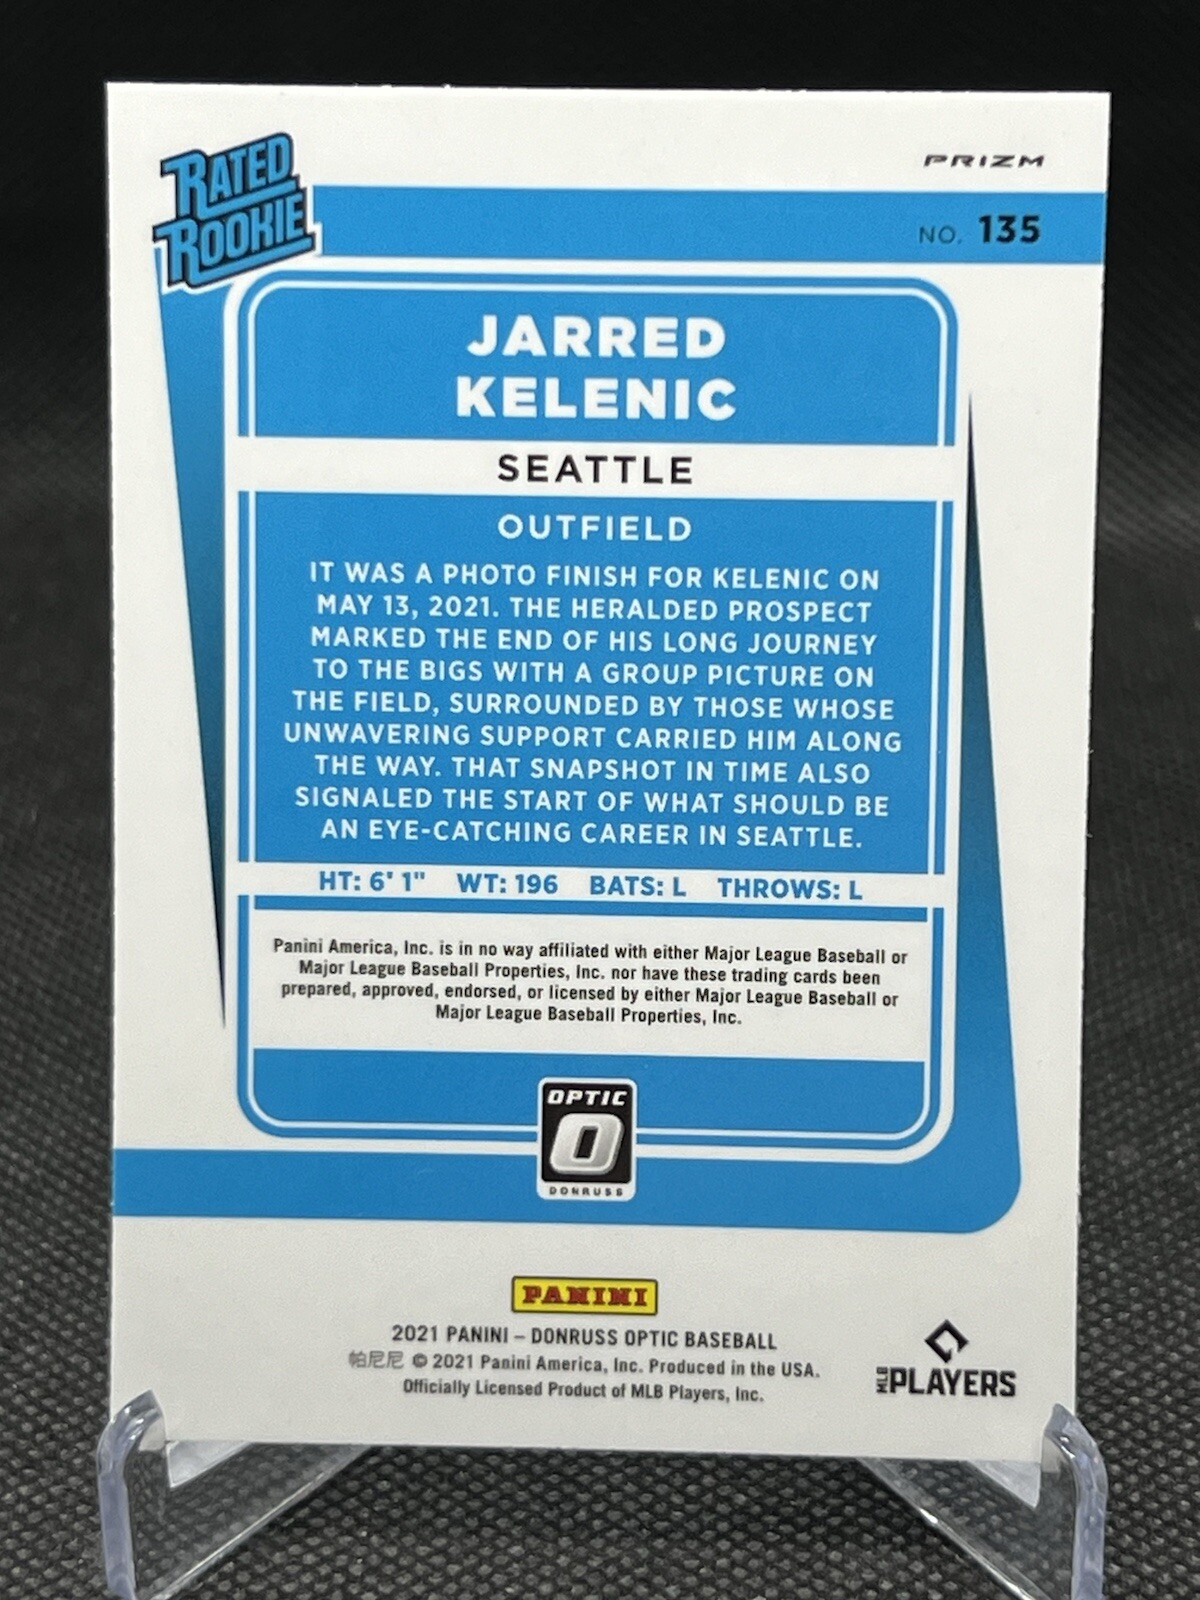 RATED
ROOKIE
PRIZM
NO. 135
JARRED
KELENIC
SEATTLE
OUTFIELD
IT WAS A PHOTO FINISH FOR KELENIC ON
MAY 13, 2021. THE HERALDED PROSPECT
MARKED THE END OF HIS LONG JOURNEY
TO THE BIGS WITH A GROUP PICTURE ON
THE FIELD, SURROUNDED BY THOSE WHOSE
UNWAVERING SUPPORT CARRIED HIM ALONG
THE WAY. THAT SNAPSHOT IN TIME ALSO
SIGNALED THE START OF WHAT SHOULD BE
AN EYE-CATCHING CAREER IN SEATTLE.
HT: 6' 1" WT: 196 BATS: L THROWS: L
Panini America, Inc. is in no way affiliated with either Major League Baseball or
Major League Baseball Properties, Inc. nor have these trading cards been
prepared, approved, endorsed, or licensed by either Major League Baseball or
Major League Baseball Properties, Inc.
OPTIC
O
DONRUSS
PANINI
2021 PANINI – DONRUSS OPTIC BASEBALL
帕尼尼 © 2021 Panini America, Inc. Produced in the USA.
Officially Licensed Product of MLB Players, Inc.
MLB PLAYERS